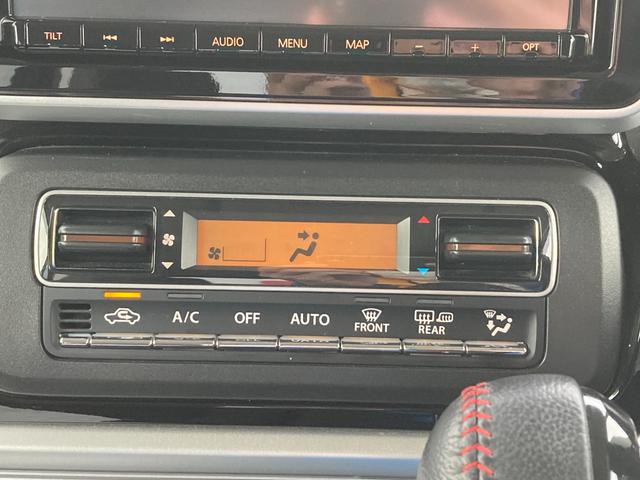 TILT AUDIO MENU MAP − + OPT
A/C OFF AUTO FRONT REAR